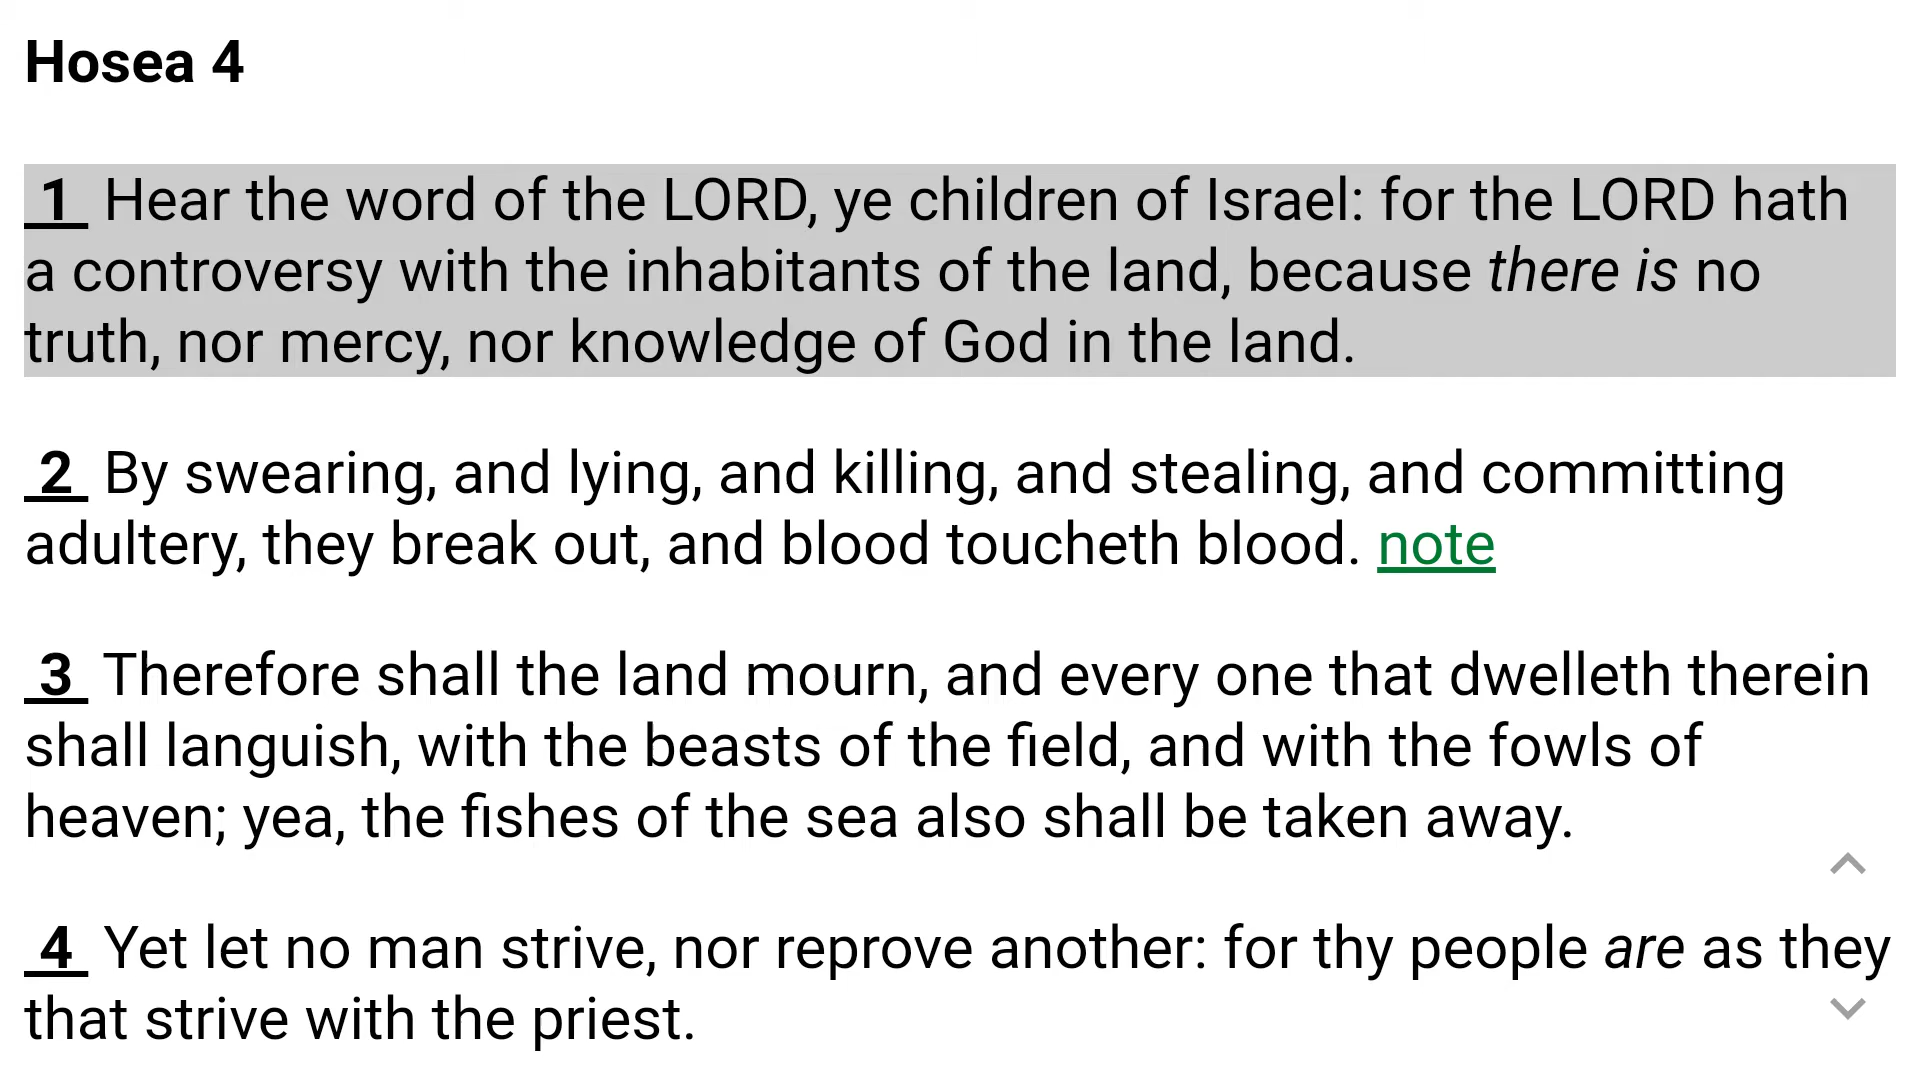 Hosea 4
1 Hear the word of the LORD, ye children of Israel: for the LORD hath
a controversy with the inhabitants of the land, because there is no
truth, nor mercy, nor knowledge of God in the land.
2 By swearing, and lying, and killing, and stealing, and committing
adultery, they break out, and blood toucheth blood. note
3 Therefore shall the land mourn, and every one that dwelleth therein
shall languish, with the beasts of the field, and with the fowls of
heaven; yea, the fishes of the sea also shall be taken away.
4 Yet let no man strive, nor reprove another: for thy people are as they
that strive with the priest.